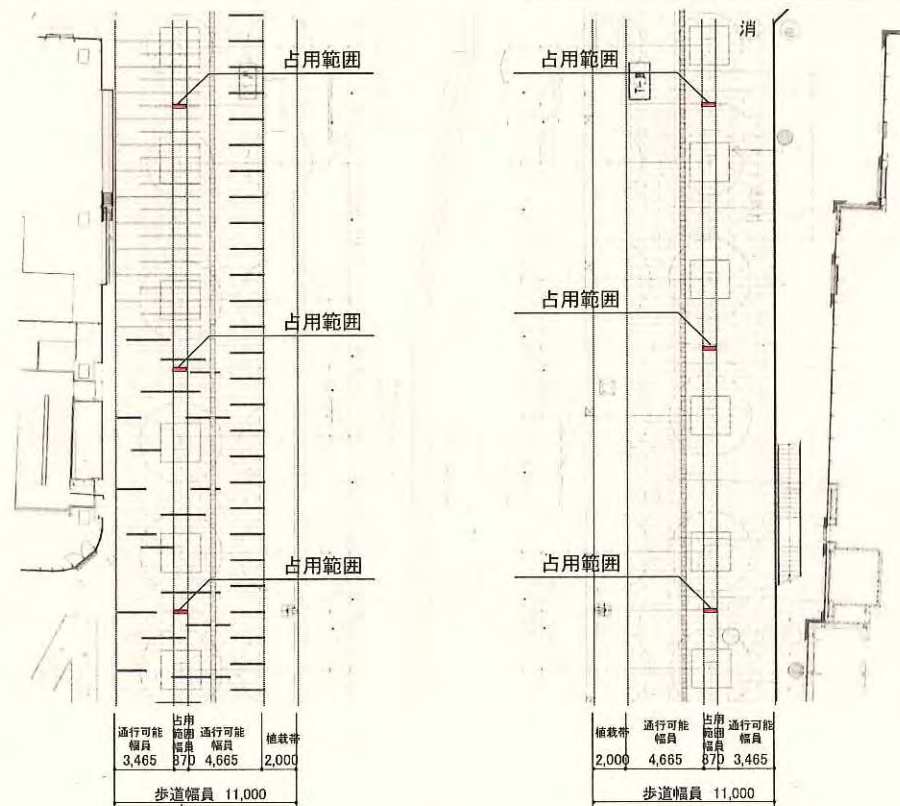 消
占用範囲
占用範囲
占用範囲
占用範囲
占用範囲
占用範囲
通行可能
幅員
3,465
占用
範囲
幅員
870
通行可能
幅員
4,665
植栽帯
2,000
歩道幅員 11,000
植栽帯
2,000
通行可能
幅員
4,665
占用
範囲
幅員
870
通行可能
幅員
3,465
歩道幅員 11,000